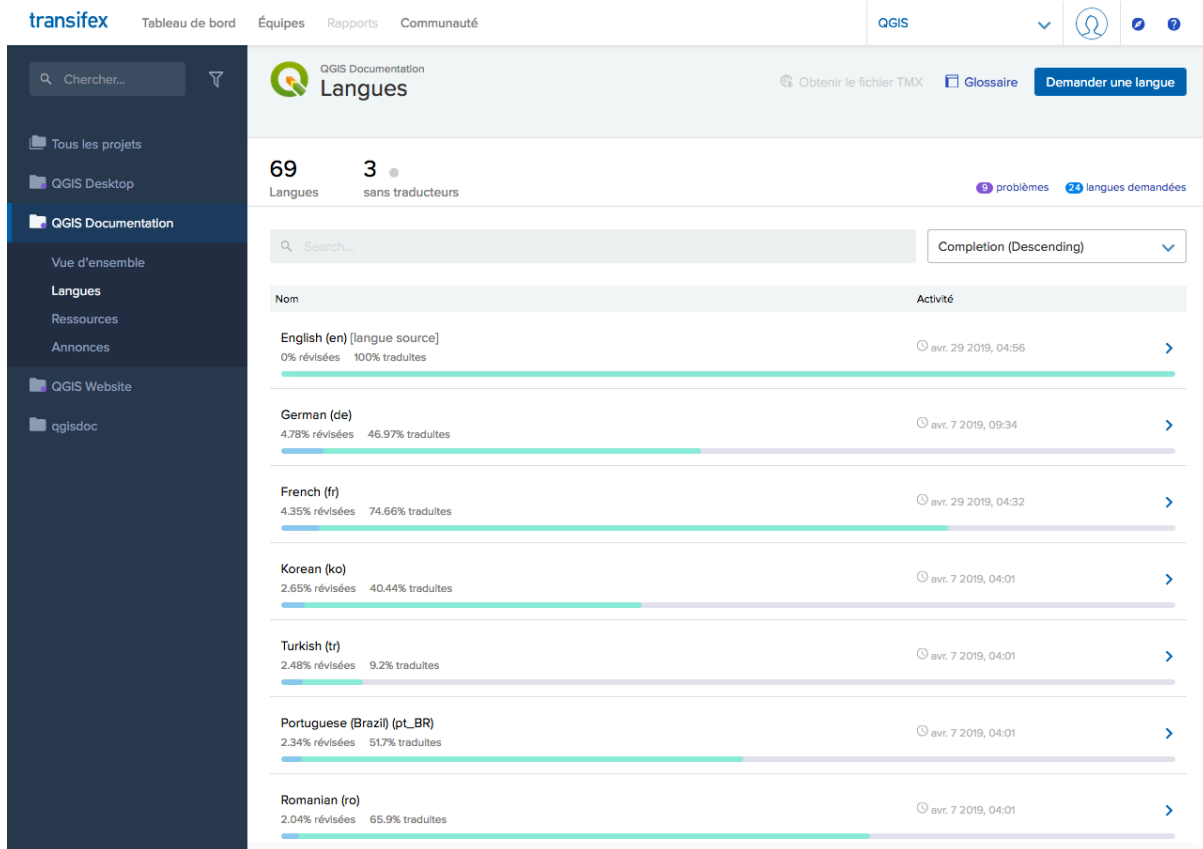 transifex
Tableau de bord Équipes Rapports Communauté
QGIS
Chercher...
Tous les projets
QGIS Desktop
QGIS Documentation
Vue d'ensemble
Langues
Ressources
Annonces
QGIS Website
qgisdoc
QGIS Documentation
Langues
Obtenir le fichier TMX Glossaire Demander une langue
69 3
Langues sans traducteurs
9 problèmes 24 langues demandées
Search...
Completion (Descending)
Nom Activité
English (en) [langue source]
0% révisées 100% traduites
avr. 29 2019, 04:56
German (de)
4.78% révisées 46.97% traduites
avr. 7 2019, 09:34
French (fr)
4.35% révisées 74.66% traduites
avr. 29 2019, 04:32
Korean (ko)
2.65% révisées 40.44% traduites
avr. 7 2019, 04:01
Turkish (tr)
2.48% révisées 9.2% traduites
avr. 7 2019, 04:01
Portuguese (Brazil) (pt_BR)
2.34% révisées 51.7% traduites
avr. 7 2019, 04:01
Romanian (ro)
2.04% révisées 65.9% traduites
avr. 7 2019, 04:01